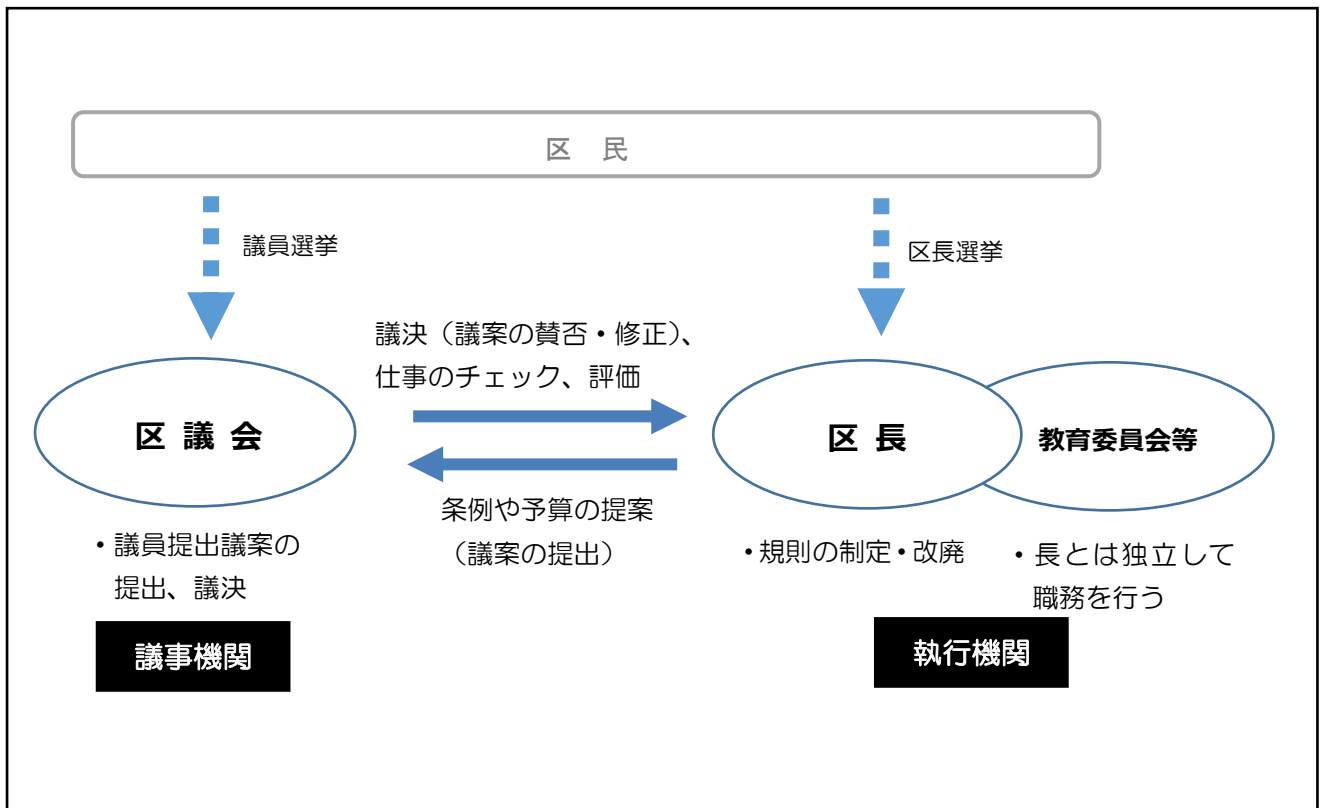 区 民
議員選挙
区長選挙
議決（議案の賛否・修正）、
仕事のチェック、評価
区 議 会
区 長
教育委員会等
条例や予算の提案
（議案の提出）
・議員提出議案の
提出、議決
・規則の制定・改廃
・長とは独立して
職務を行う
議事機関
執行機関